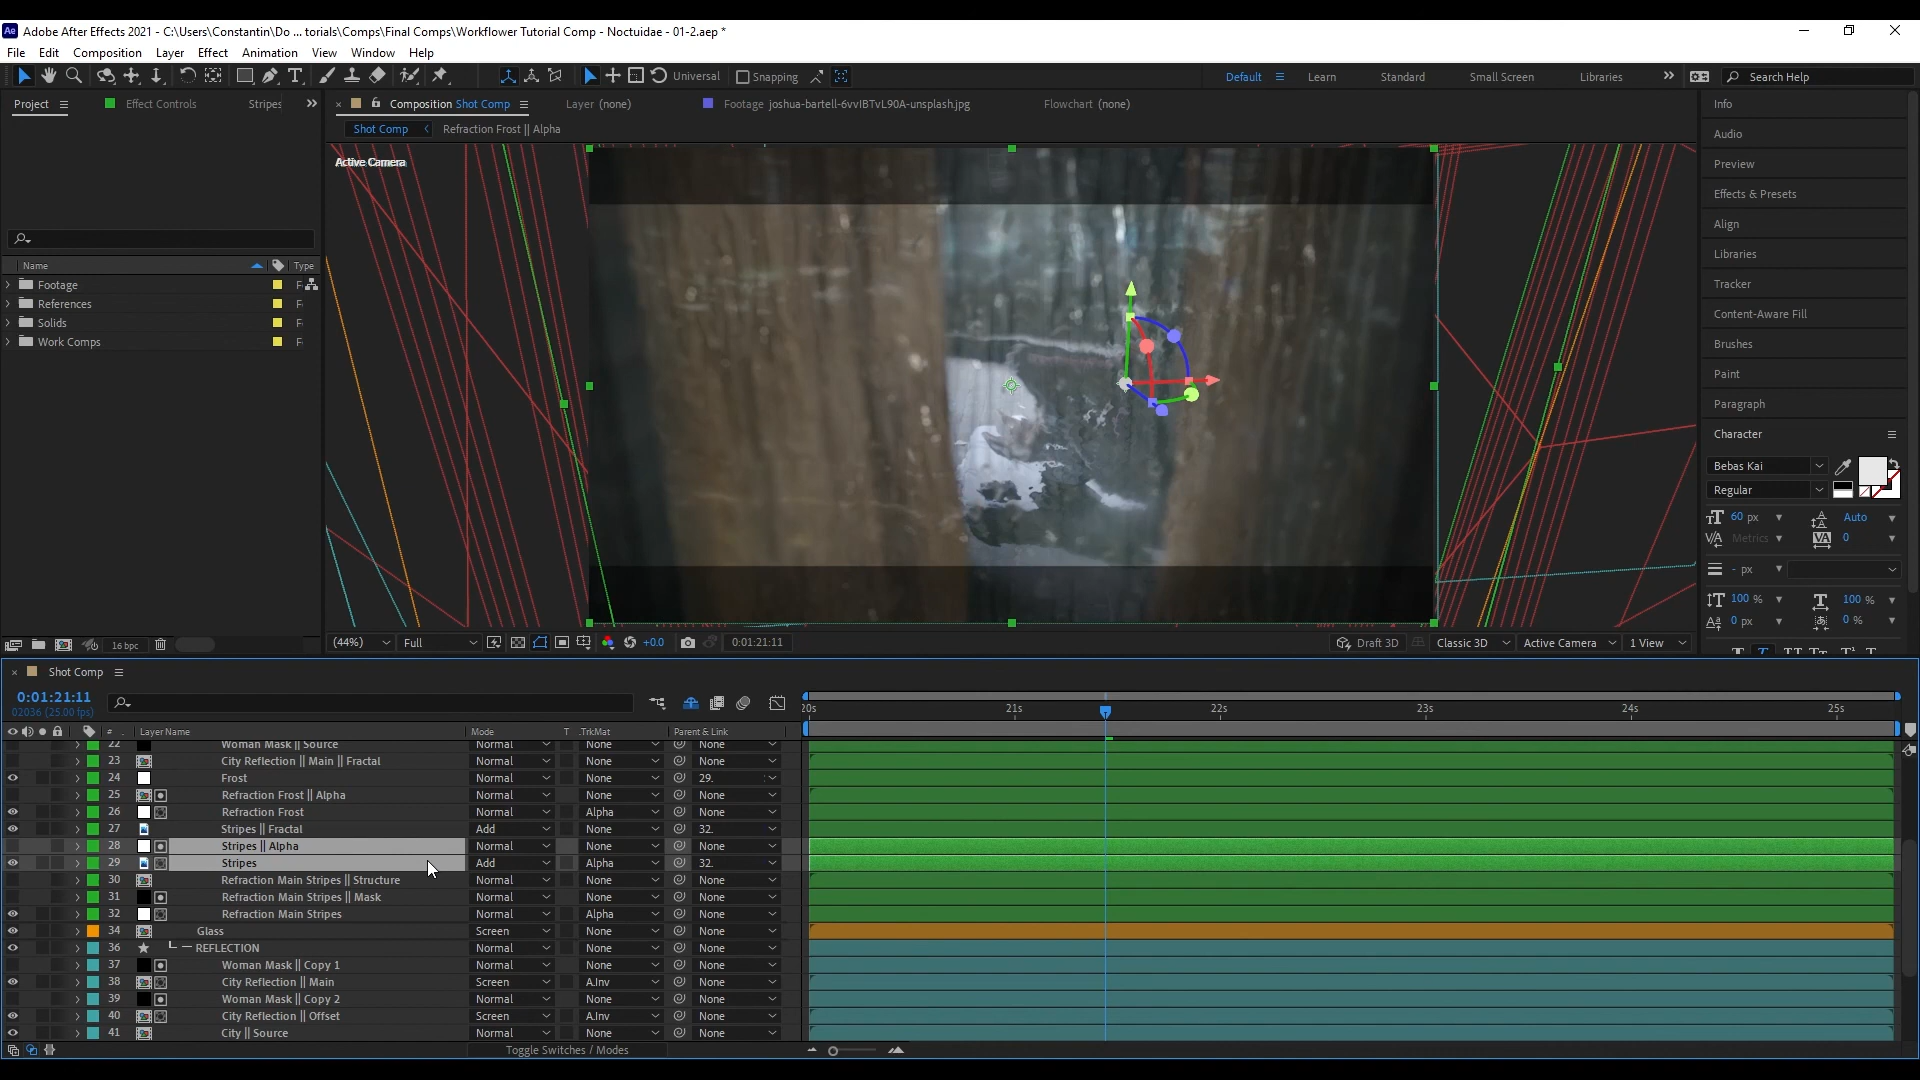 Ae Adobe After Effects 2021 - C:\Users\Constantin\Do ... torials\Comps\Final Comps\Workflower Tutorial Comp - Noctuidae - 01-2.aep *
File Edit Composition Layer Effect Animation View Window Help
Universal Snapping Default Learn Standard Small Screen Libraries Search Help
Project Effect Controls Stripes Composition Shot Comp Layer (none) Footage joshua-bartell-6vvIBTvL90A-unsplash.jpg Flowchart (none) Info
Shot Comp Refraction Frost || Alpha Audio
Active Camera
Preview
Effects & Presets
Align
Libraries
Name Type
Footage
Tracker
References
Content-Aware Fill
Solids
Work Comps
Brushes
Paint
Paragraph
Character
Bebas Kai
Regular
60 px Auto
Metrics 0
- px
100 % 100 %
0 px 0 %
16 bpc (44%) Full +0.0 0:01:21:11 Draft 3D Classic 3D Active Camera 1 View
Shot Comp
0:01:21:11
02036 (25.00 fps)
20s 21s 22s 23s 24s 25s
# Layer Name Mode T .TrkMat Parent & Link
22 Woman Mask || Source Normal None None
23 City Reflection || Main || Fractal Normal None None
24 Frost Normal None 29.
25 Refraction Frost || Alpha Normal None None
26 Refraction Frost Normal Alpha None
27 Stripes || Fractal Add None 32.
28 Stripes || Alpha Normal None None
29 Stripes Add Alpha 32.
30 Refraction Main Stripes || Structure Normal None None
31 Refraction Main Stripes || Mask Normal None None
32 Refraction Main Stripes Normal Alpha None
34 Glass Screen None None
36 REFLECTION Normal None None
37 Woman Mask || Copy 1 Normal None None
38 City Reflection || Main Screen A.Inv None
39 Woman Mask || Copy 2 Normal None None
40 City Reflection || Offset Screen A.Inv None
41 City || Source Normal None None
Toggle Switches / Modes